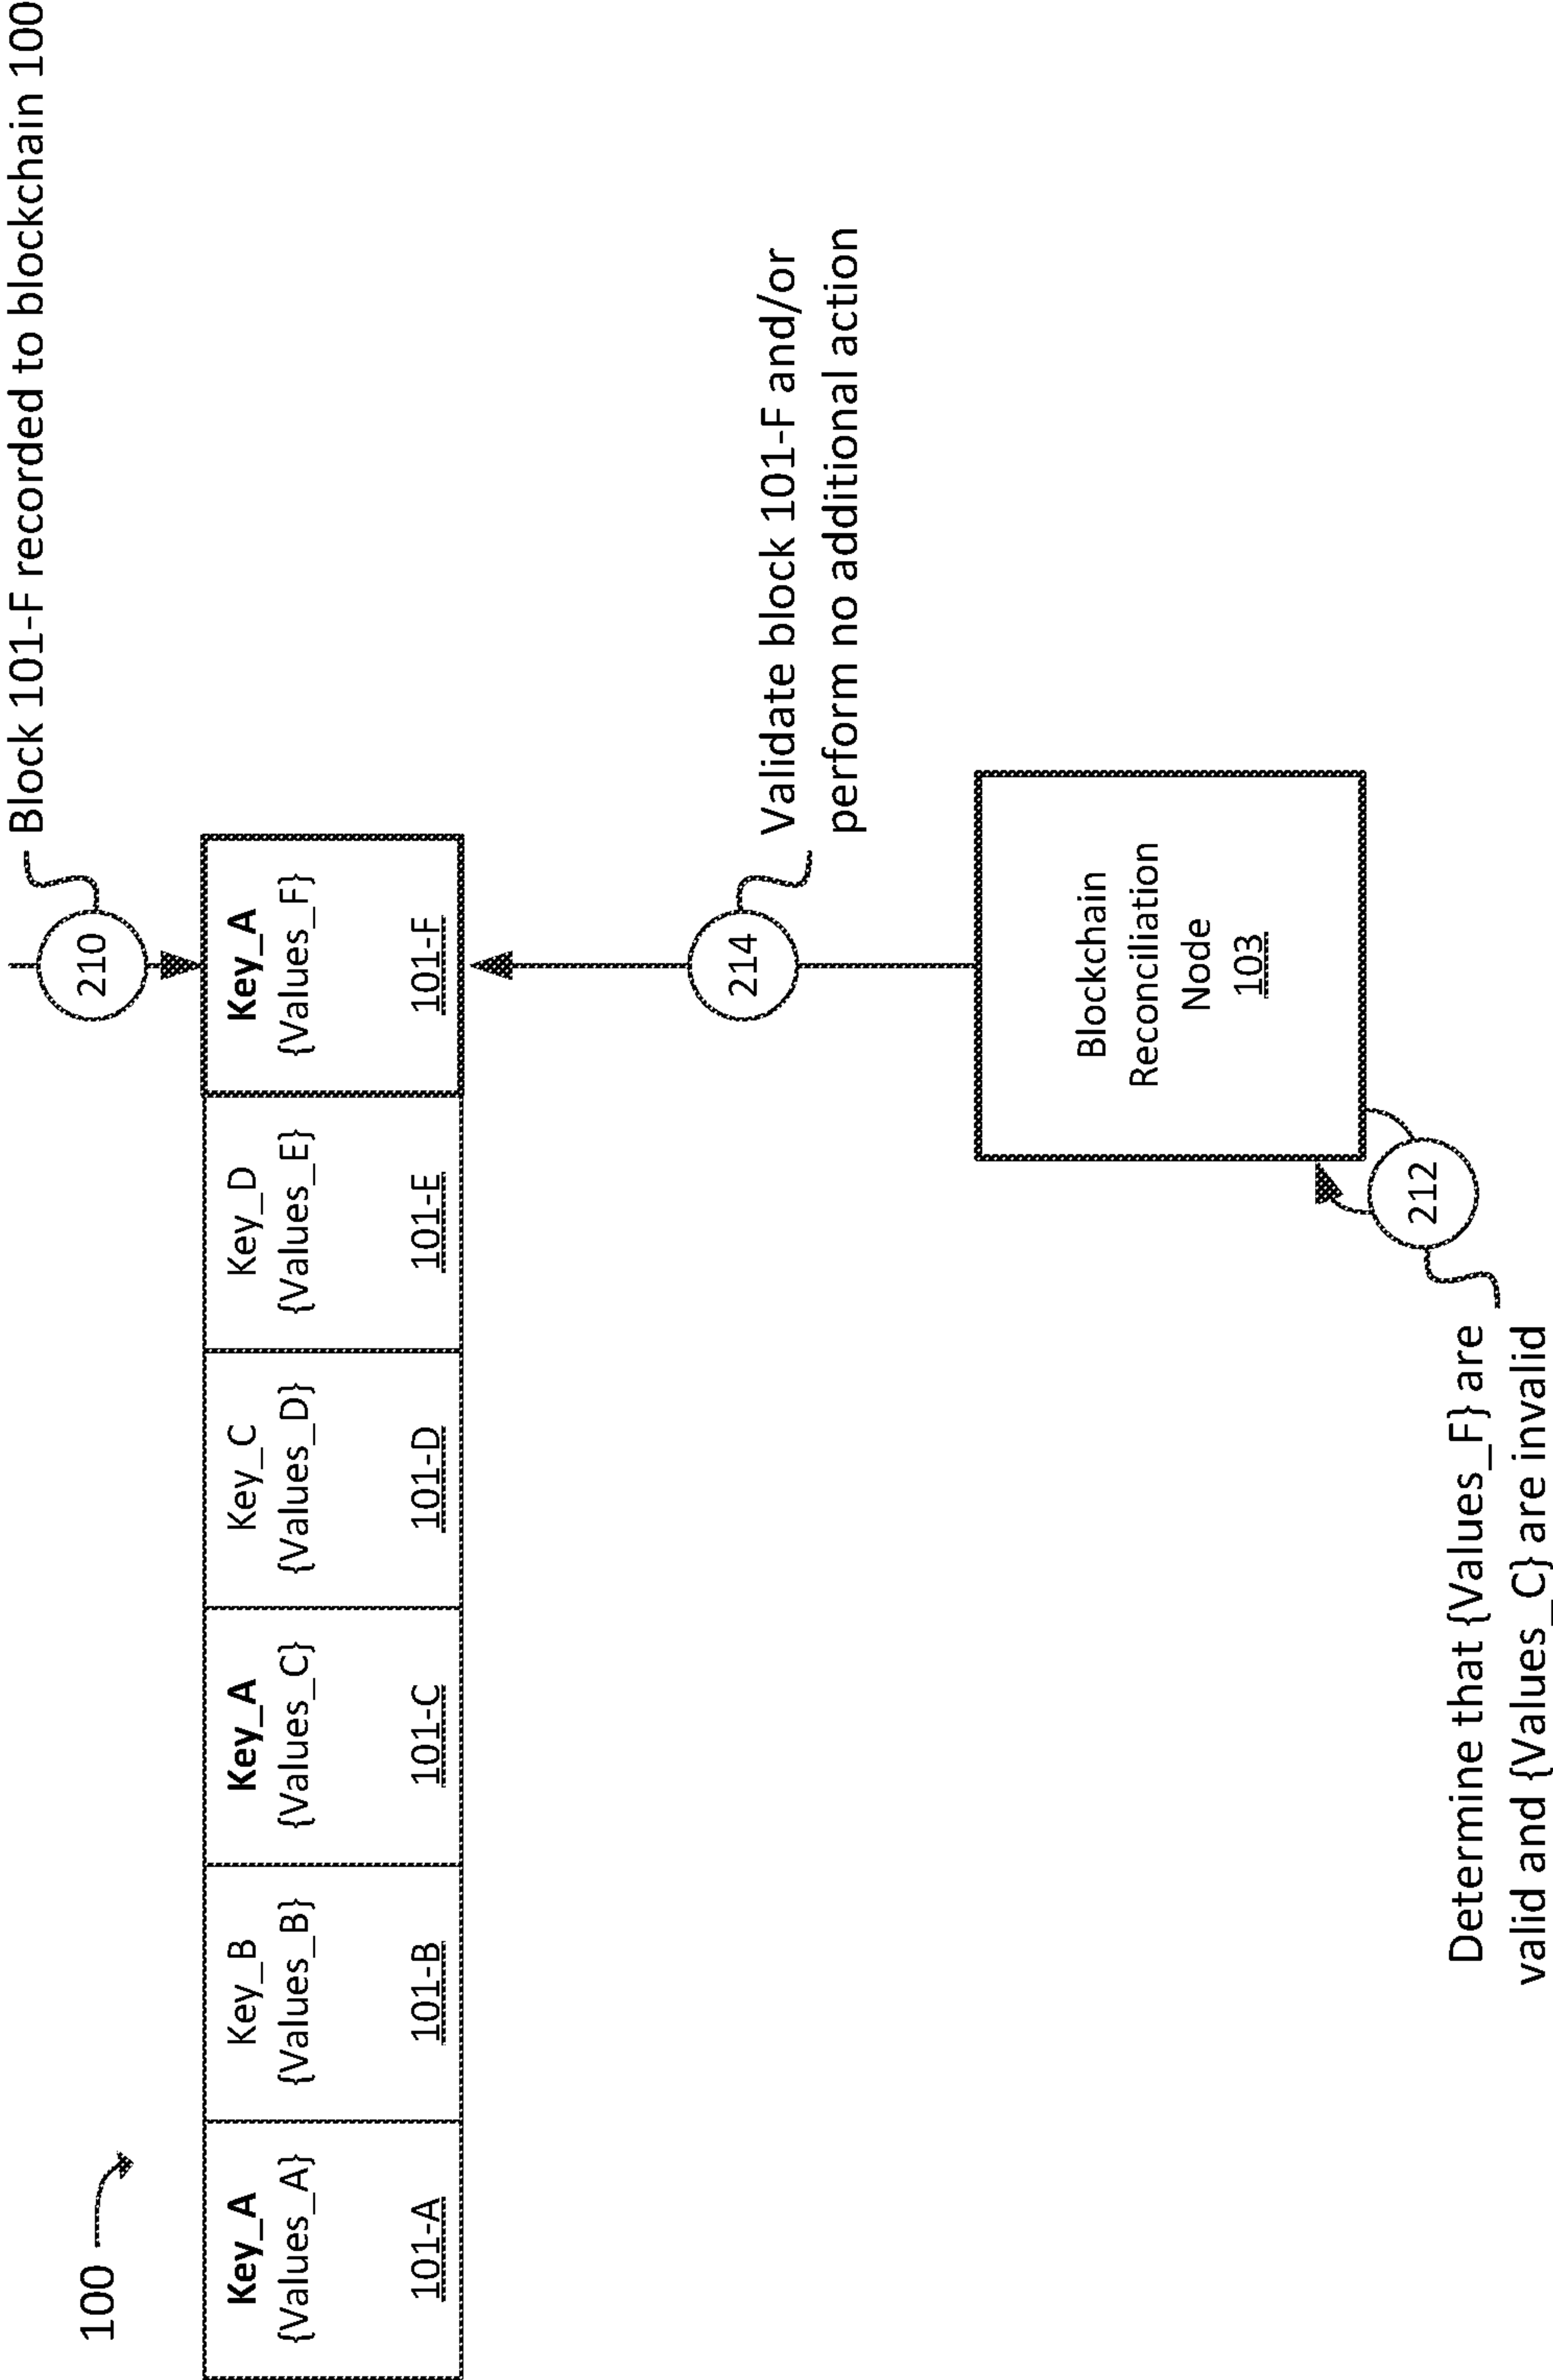 Block 101-F recorded to blockchain 100
210
100
Key_A
{Values_A}
101-A
Key_B
{Values_B}
101-B
Key_A
{Values_C}
101-C
Key_C
{Values_D}
101-D
Key_D
{Values_E}
101-E
Key_A
{Values_F}
101-F
214
Validate block 101-F and/or
perform no additional action
Blockchain
Reconciliation
Node
103
212
Determine that {Values_F} are
valid and {Values_C} are invalid